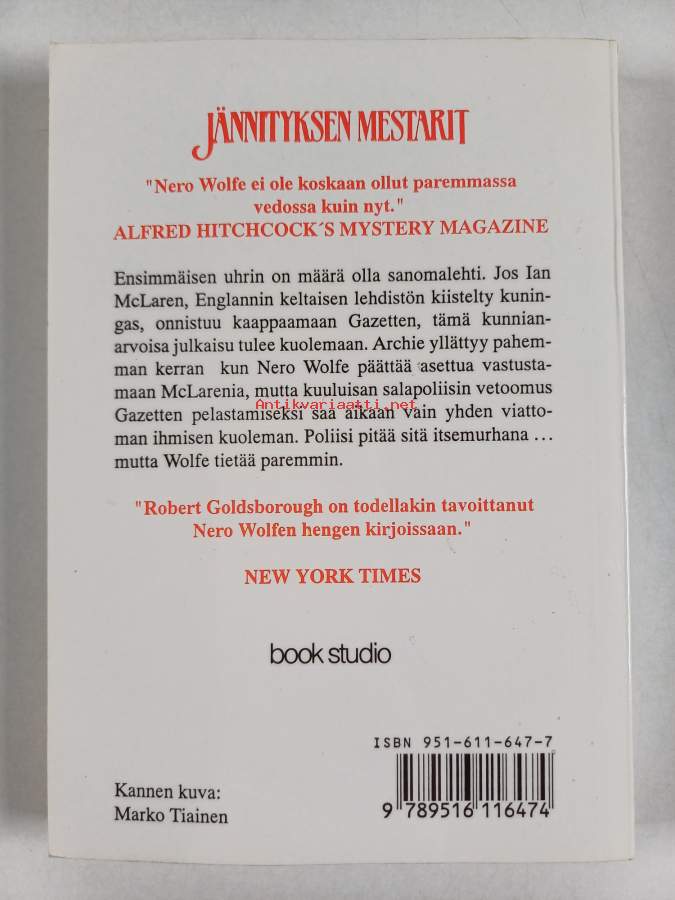 JÄNNITYKSEN MESTARIT
"Nero Wolfe ei ole koskaan ollut paremmassa
vedossa kuin nyt."
ALFRED HITCHCOCK´S MYSTERY MAGAZINE
Ensimmäisen uhrin on määrä olla sanomalehti. Jos Ian
McLaren, Englannin keltaisen lehdistön kiistelty kunin-
gas, onnistuu kaappaamaan Gazetten, tämä kunnian-
arvoisa julkaisu tulee kuolemaan. Archie yllättyy pahem-
man kerran kun Nero Wolfe päättää asettua vastusta-
maan McLarenia, mutta kuuluisan salapoliisin vetoomus
Antikvariaatti.net
Gazetten pelastamiseksi saa aikaan vain yhden viatto-
man ihmisen kuoleman. Poliisi pitää sitä itsemurhana ...
mutta Wolfe tietää paremmin.
"Robert Goldsborough on todellakin tavoittanut
Nero Wolfen hengen kirjoissaan."
NEW YORK TIMES
book studio
ISBN 951-611-647-7
9 789516 116474
Kannen kuva:
Marko Tiainen